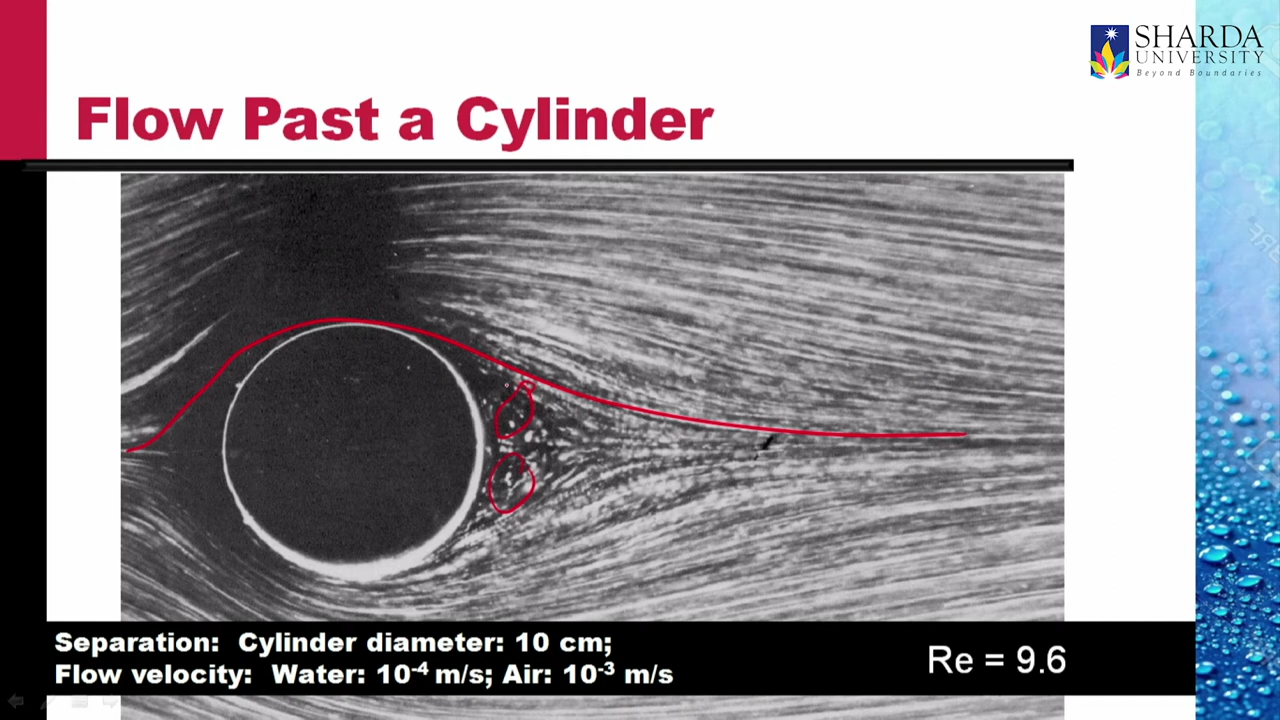 SHARDA
UNIVERSITY
Beyond Boundaries
Flow Past a Cylinder
Separation: Cylinder diameter: 10 cm;
Flow velocity: Water: 10⁻⁴ m/s; Air: 10⁻³ m/s
Re = 9.6